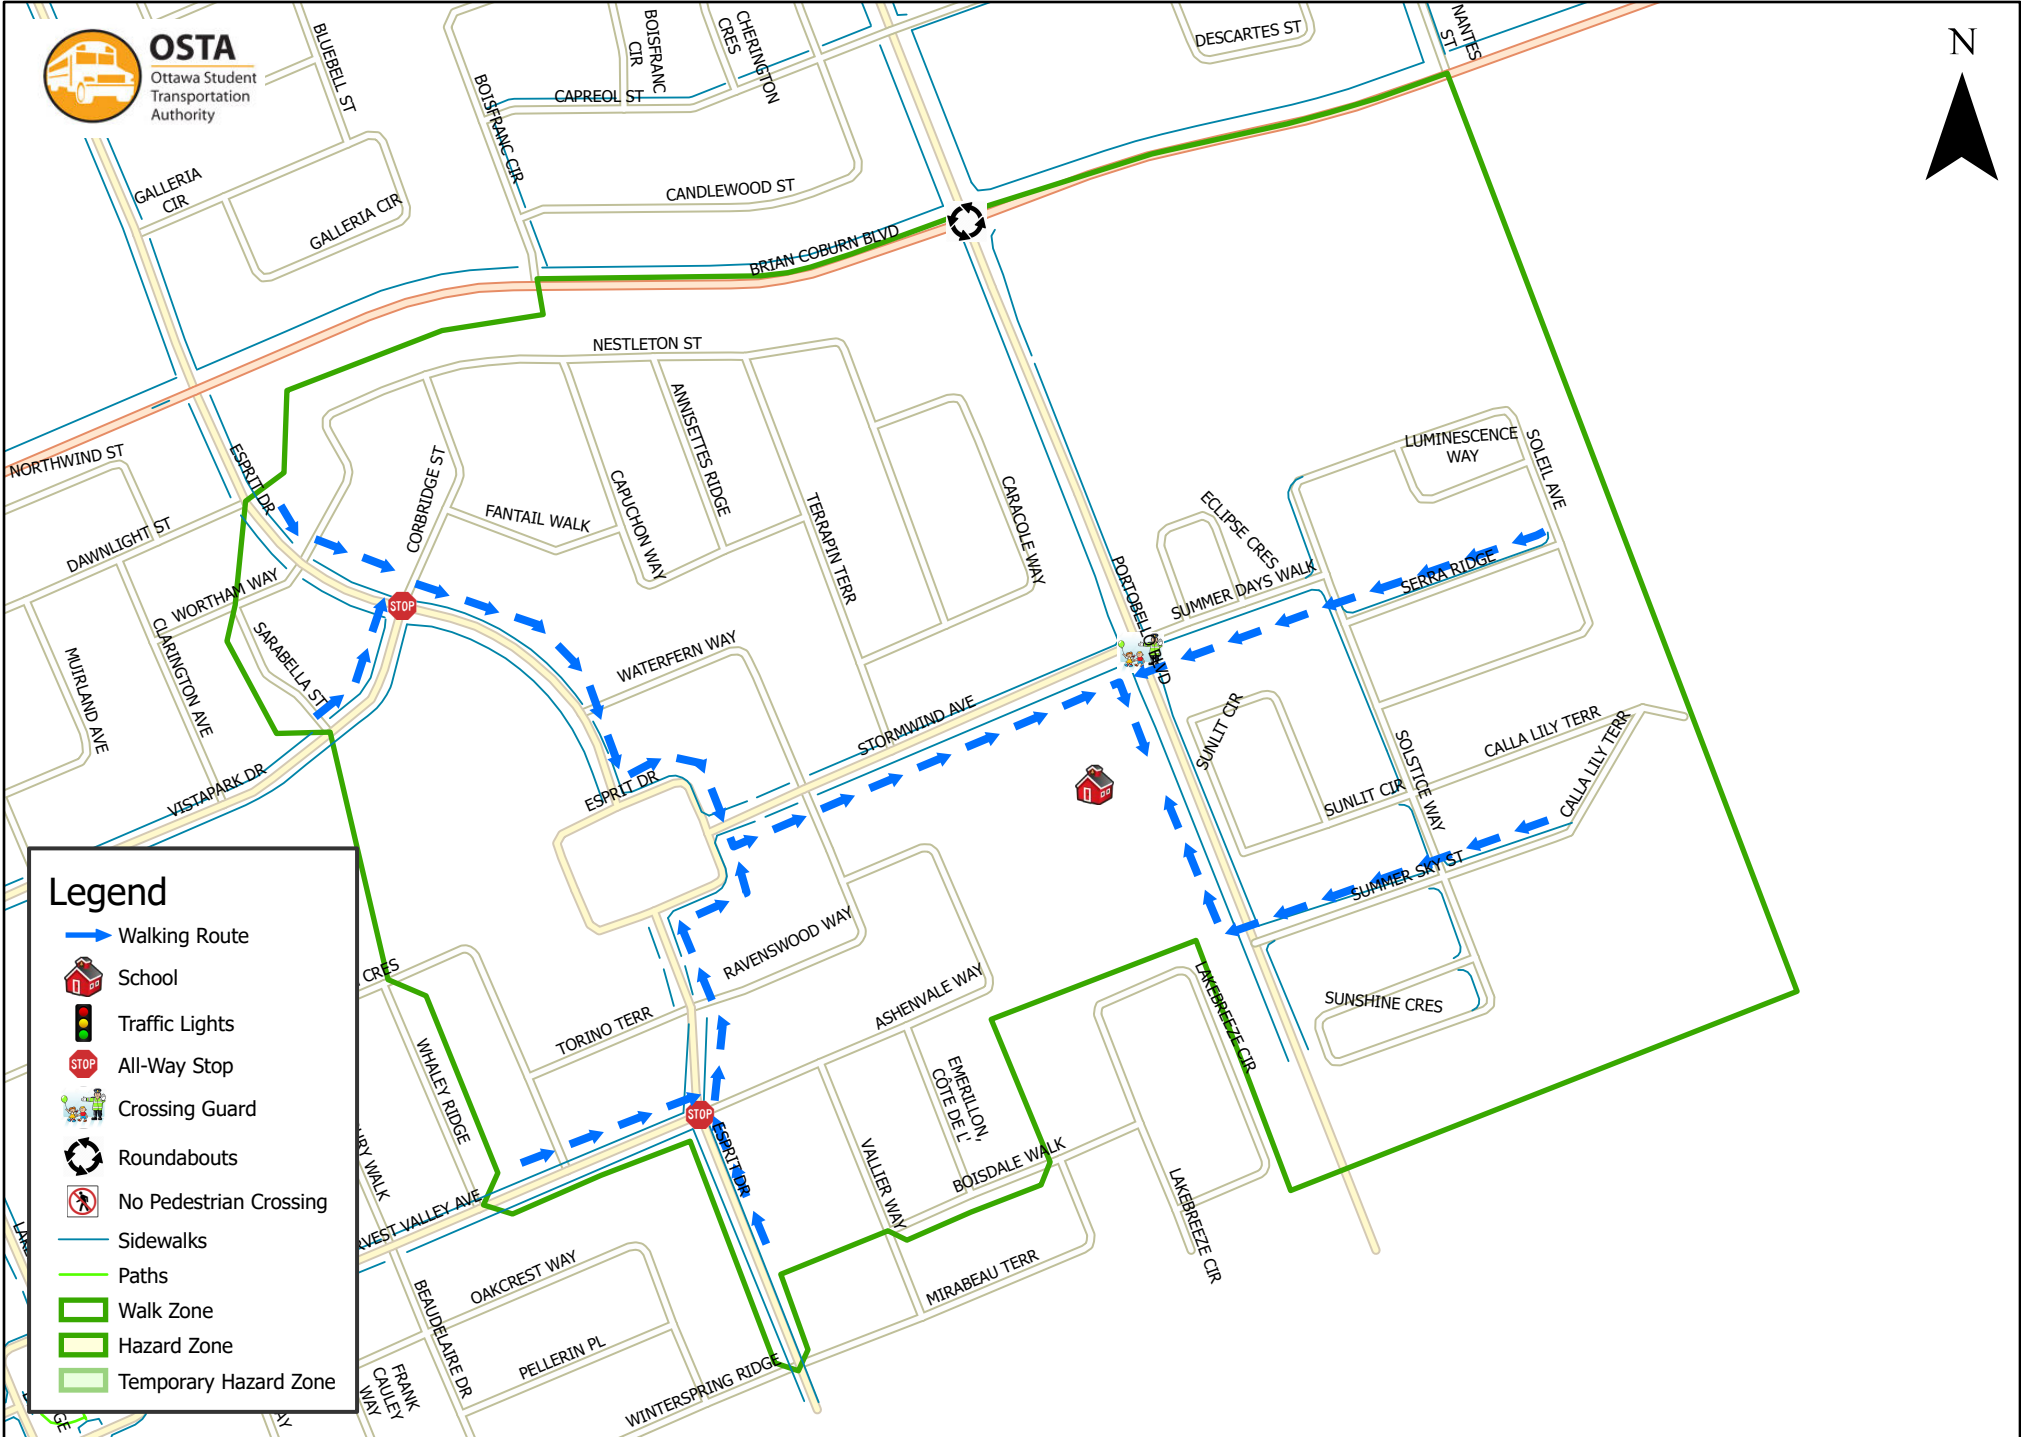 OSTA
Ottawa Student
Transportation
Authority
N
BLUEBELL ST
BOISFRANC
CIR
CHERINGTON
CRES
DESCARTES ST
NANTES
ST
CAPREOL ST
BOISFRANC CIR
GALLERIA
CIR
GALLERIA CIR
CANDLEWOOD ST
BRIAN COBURN BLVD
NESTLETON ST
NORTHWIND ST
ESPRIT DR
CORBRIDGE ST
ANNISETTES RIDGE
CAPUCHON WAY
FANTAIL WALK
TERRAPIN TERR
CARACOLE WAY
LUMINESCENCE
WAY
SOLEIL AVE
ECLIPSE CRES
DAWNLIGHT ST
WORTHAM WAY
STOP
SERRA RIDGE
SUMMER DAYS WALK
PORTOBELLO BLVD
MUIRLAND AVE
CLARINGTON AVE
SARABELLA ST
WATERFERN WAY
STORMWIND AVE
SUNLIT CIR
SOLSTICE WAY
CALLA LILY TERR
CALLA LILY TERR
VISTAPARK DR
ESPRIT DR
SUNLIT CIR
SUMMER SKY ST
RAVENSWOOD WAY
CRES
ASHENVALE WAY
LAKEBREEZE CIR
SUNSHINE CRES
TORINO TERR
WHALEY RIDGE
EMERILLON,
CÔTE DE L'
STOP
ESPRIT DR
VALLIER WAY
BOISDALE WALK
LAKEBREEZE CIR
URY WALK
RVEST VALLEY AVE
OAKCREST WAY
MIRABEAU TERR
BEAUDELAIRE DR
PELLERIN PL
FRANK
CAULEY
WAY
WINTERSPRING RIDGE
Legend
Walking Route
School
Traffic Lights
STOP
All-Way Stop
Crossing Guard
Roundabouts
No Pedestrian Crossing
Sidewalks
Paths
Walk Zone
Hazard Zone
Temporary Hazard Zone